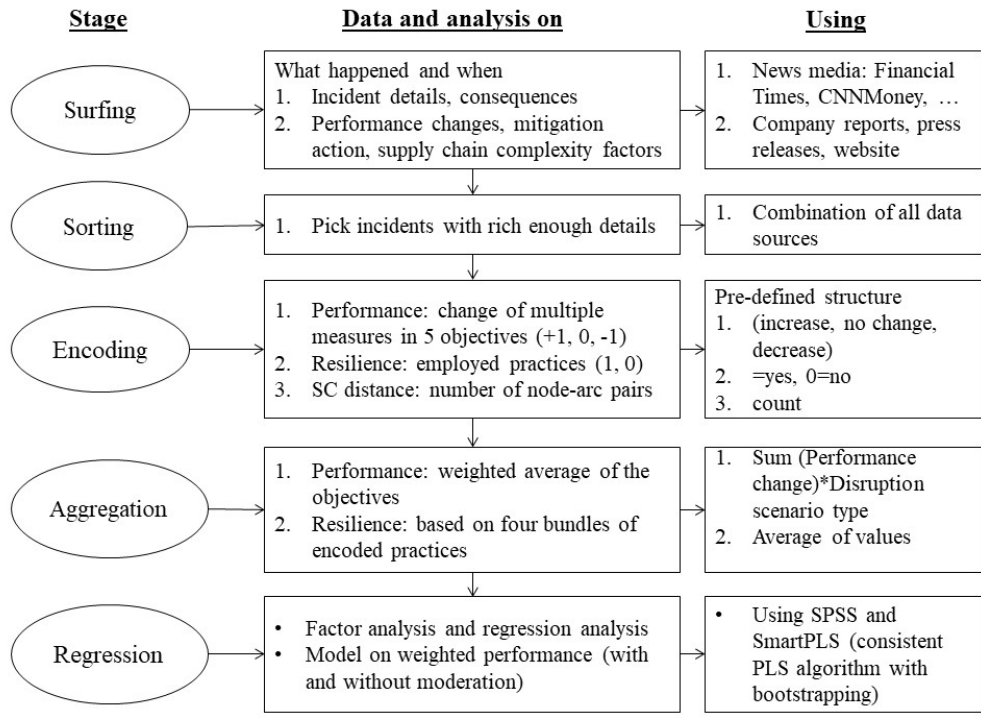 Stage
Data and analysis on
Using
Surfing
What happened and when
1. Incident details, consequences
2. Performance changes, mitigation
action, supply chain complexity factors
1. News media: Financial
Times, CNNMoney, …
2. Company reports, press
releases, website
Sorting
1. Pick incidents with rich enough details
1. Combination of all data
sources
Encoding
1. Performance: change of multiple
measures in 5 objectives (+1, 0, -1)
2. Resilience: employed practices (1, 0)
3. SC distance: number of node-arc pairs
Pre-defined structure
1. (increase, no change,
decrease)
2. =yes, 0=no
3. count
Aggregation
1. Performance: weighted average of the
objectives
2. Resilience: based on four bundles of
encoded practices
1. Sum (Performance
change)*Disruption
scenario type
2. Average of values
Regression
• Factor analysis and regression analysis
• Model on weighted performance (with
and without moderation)
• Using SPSS and
SmartPLS (consistent
PLS algorithm with
bootstrapping)